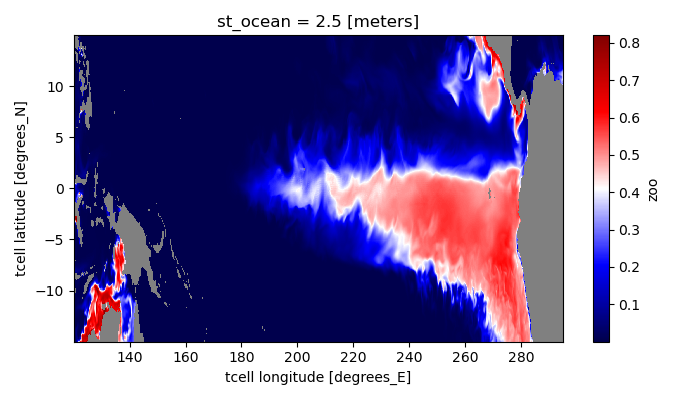 st_ocean = 2.5 [meters]
10
5
0
−5
−10
tcell latitude [degrees_N]
140 160 180 200 220 240 260 280
tcell longitude [degrees_E]
0.8
0.7
0.6
0.5
0.4
0.3
0.2
0.1
zoo